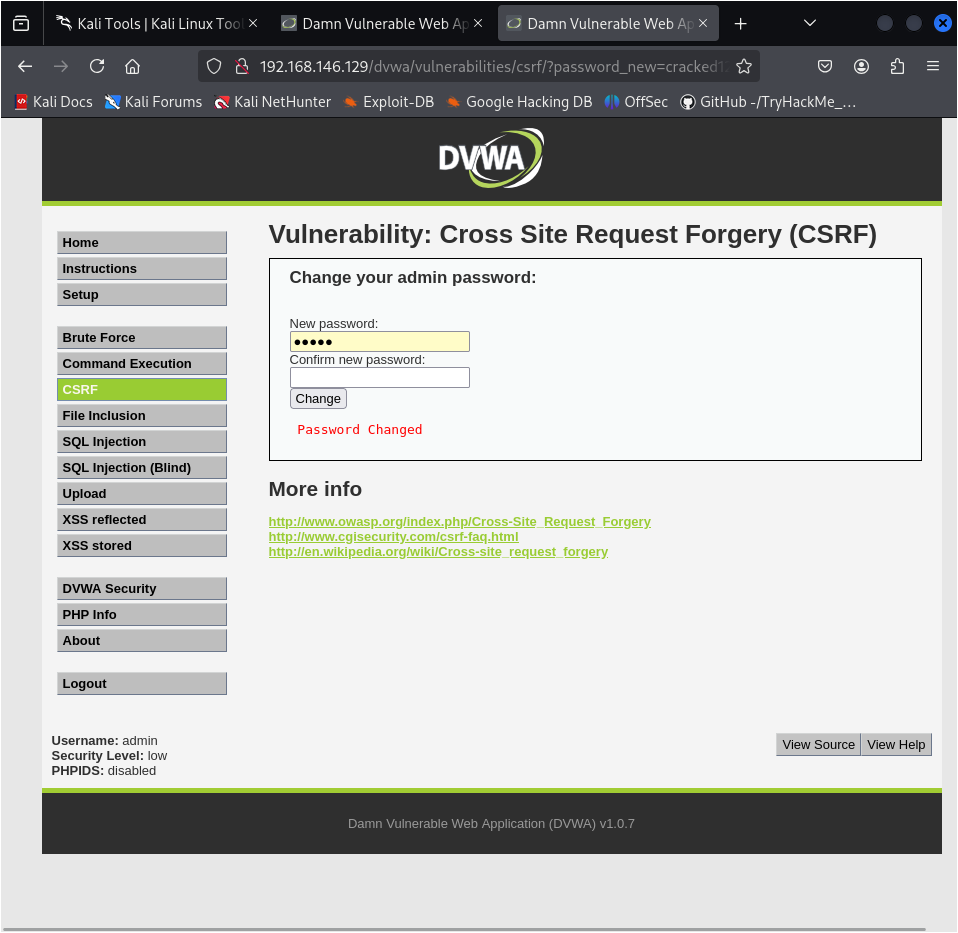 Kali Tools | Kali Linux Tool
Damn Vulnerable Web Ap
Damn Vulnerable Web Ap
192.168.146.129/dvwa/vulnerabilities/csrf/?password_new=cracked12
Kali Docs
Kali Forums
Kali NetHunter
Exploit-DB
Google Hacking DB
OffSec
GitHub -/TryHackMe_...
DVWA
Home
Instructions
Setup
Brute Force
Command Execution
CSRF
File Inclusion
SQL Injection
SQL Injection (Blind)
Upload
XSS reflected
XSS stored
DVWA Security
PHP Info
About
Logout
Vulnerability: Cross Site Request Forgery (CSRF)
Change your admin password:
New password:
●●●●●
Confirm new password:
Change
Password Changed
More info
http://www.owasp.org/index.php/Cross-Site_Request_Forgery
http://www.cgisecurity.com/csrf-faq.html
http://en.wikipedia.org/wiki/Cross-site_request_forgery
Username: admin
Security Level: low
PHPIDS: disabled
View Source
View Help
Damn Vulnerable Web Application (DVWA) v1.0.7